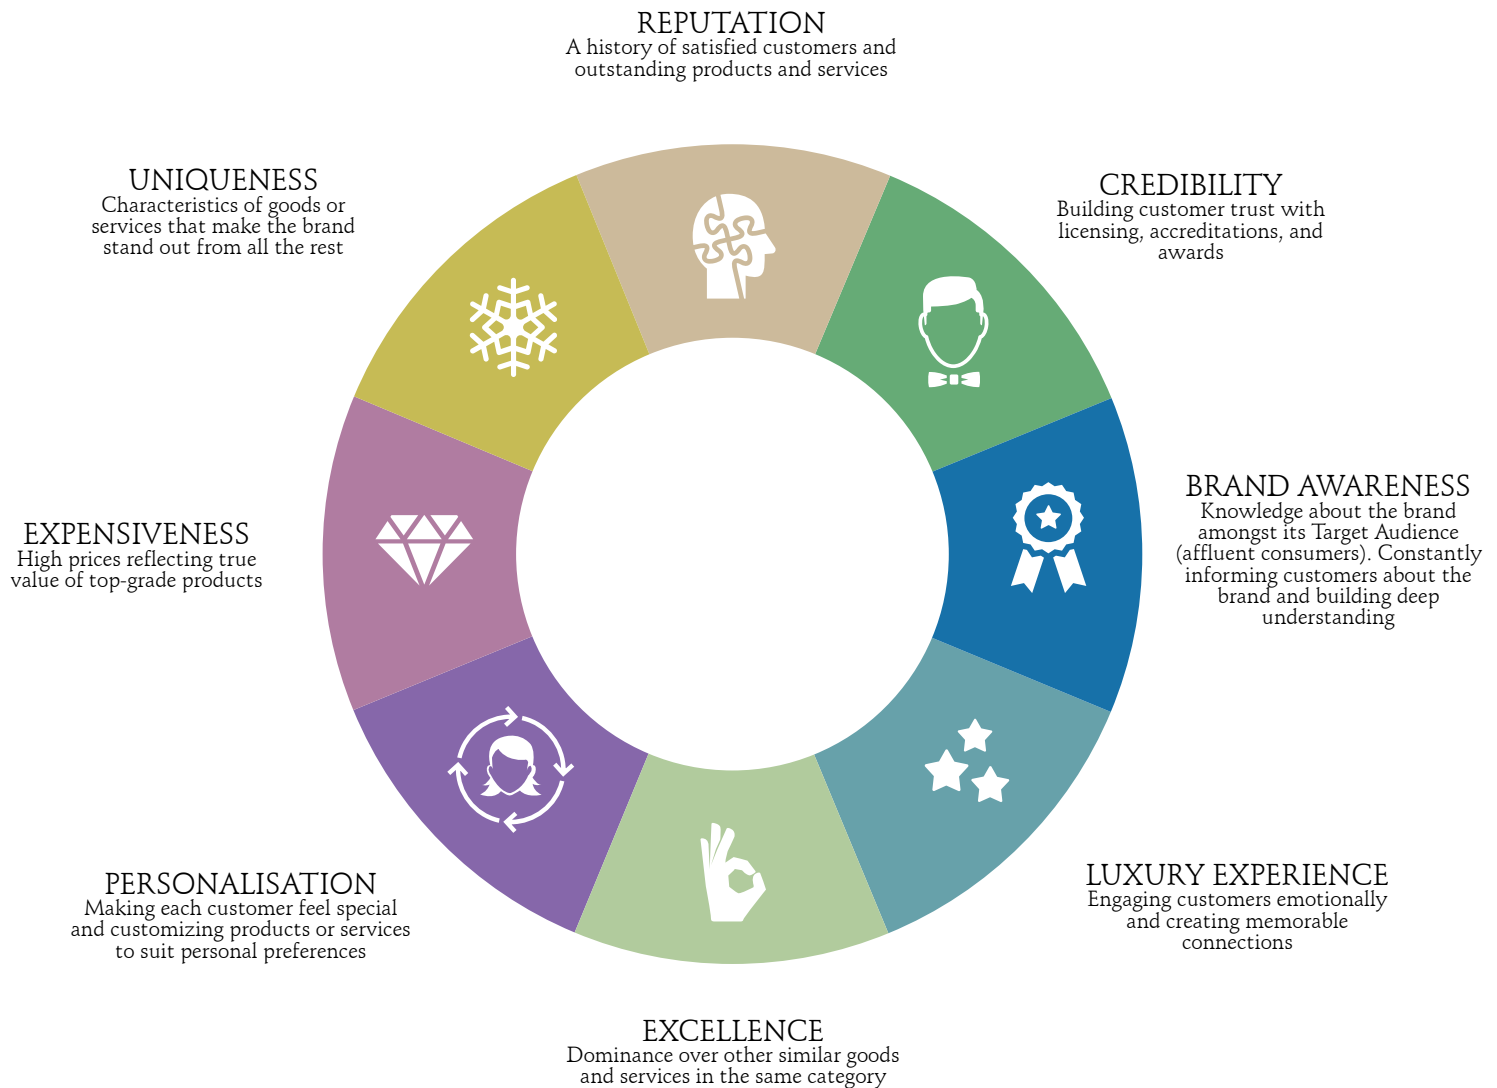 REPUTATION
A history of satisfied customers and
outstanding products and services
CREDIBILITY
Building customer trust with
licensing, accreditations, and
awards
BRAND AWARENESS
Knowledge about the brand
amongst its Target Audience
(affluent consumers). Constantly
informing customers about the
brand and building deep
understanding
LUXURY EXPERIENCE
Engaging customers emotionally
and creating memorable
connections
EXCELLENCE
Dominance over other similar goods
and services in the same category
PERSONALISATION
Making each customer feel special
and customizing products or services
to suit personal preferences
EXPENSIVENESS
High prices reflecting true
value of top-grade products
UNIQUENESS
Characteristics of goods or
services that make the brand
stand out from all the rest